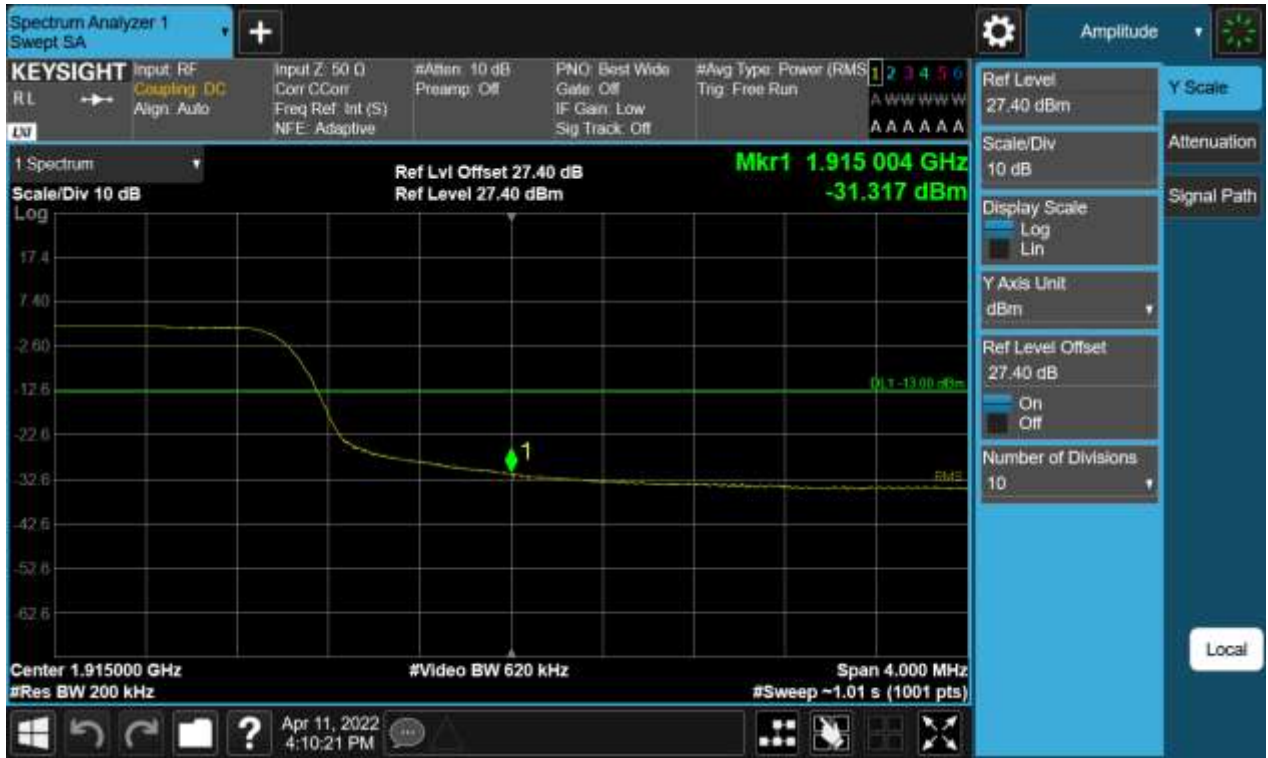 Spectrum Analyzer 1
Swept SA
+
Amplitude
KEYSIGHT
RL
LXI
Input: RF
Coupling: DC
Align: Auto
Input Z: 50 Ω
Corr CCorr
Freq Ref: Int (S)
NFE: Adaptive
#Atten: 10 dB
Preamp: Off
PNO: Best Wide
Gate: Off
IF Gain: Low
Sig Track: Off
#Avg Type: Power (RMS
Trig: Free Run
1 2 3 4 5 6
A W W W W W
A A A A A A
1 Spectrum
Scale/Div 10 dB
Ref Lvl Offset 27.40 dB
Ref Level 27.40 dBm
Mkr1 1.915 004 GHz
-31.317 dBm
Log
17.4
7.40
-2.60
-12.6
DL1 -13.00 dBm
-22.6
1
-32.6
RMS
-42.6
-52.6
-62.6
Center 1.915000 GHz
#Video BW 620 kHz
Span 4.000 MHz
#Res BW 200 kHz
#Sweep ~1.01 s (1001 pts)
Ref Level
27.40 dBm
Scale/Div
10 dB
Display Scale
Log
Lin
Y Axis Unit
dBm
Ref Level Offset
27.40 dB
On
Off
Number of Divisions
10
Y Scale
Attenuation
Signal Path
Local
?
Apr 11, 2022
4:10:21 PM